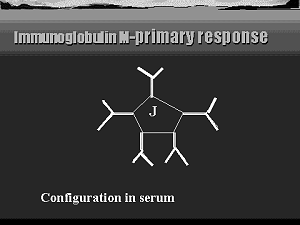 Immunoglobulin M-primary response
J
Configuration in serum